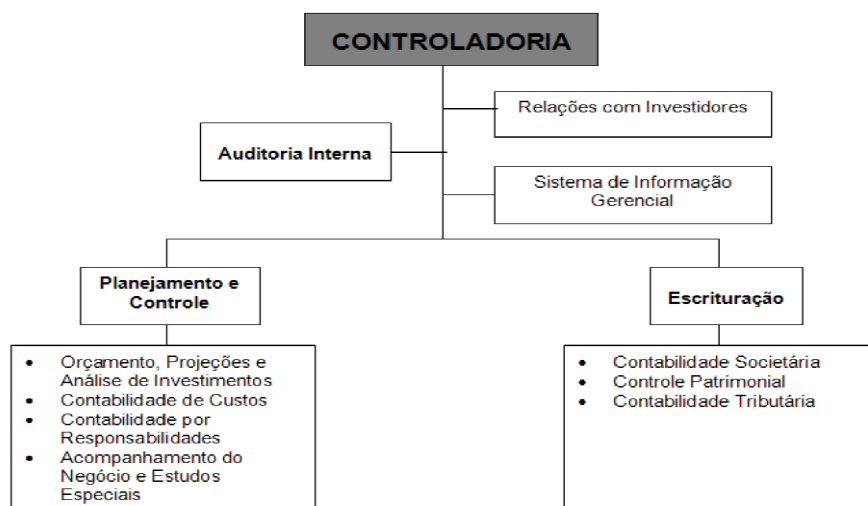 CONTROLADORIA
Relações com Investidores
Auditoria Interna
Sistema de Informação
Gerencial
Planejamento e
Controle
Escrituração
• Orçamento, Projeções e
Análise de Investimentos
• Contabilidade de Custos
• Contabilidade por
Responsabilidades
• Acompanhamento do
Negócio e Estudos
Especiais
• Contabilidade Societária
• Controle Patrimonial
• Contabilidade Tributária